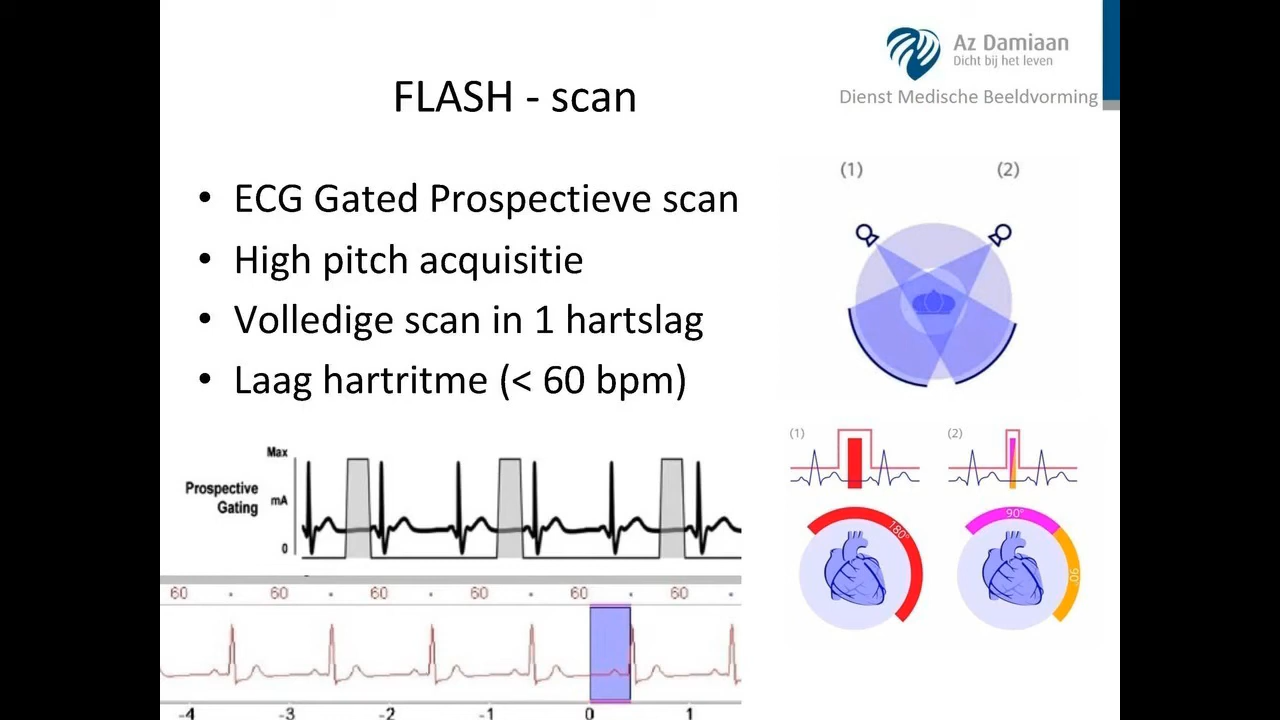 Az Damiaan
Dicht bij het leven
Dienst Medische Beeldvorming
FLASH - scan
• ECG Gated Prospectieve scan
• High pitch acquisitie
• Volledige scan in 1 hartslag
• Laag hartritme (< 60 bpm)
(1) (2)
Max
Prospective
Gating
mA
0
60 60 60 60 60 60
-4 -3 -2 -1 0 1
(1) (2)
180°
90°
90°